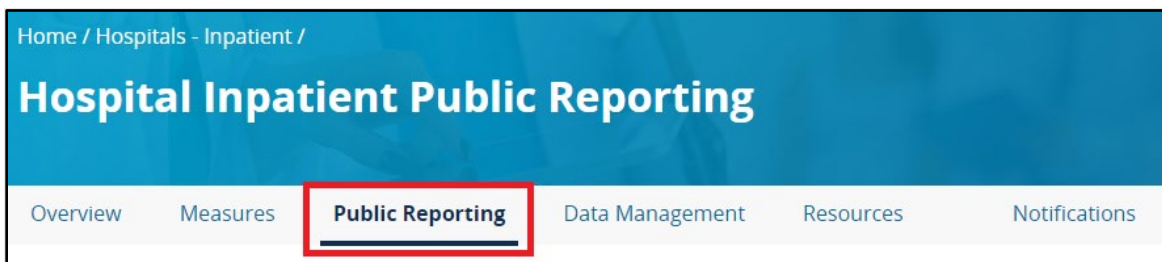 Home / Hospitals - Inpatient /
Hospital Inpatient Public Reporting
Overview Measures Public Reporting Data Management Resources Notifications